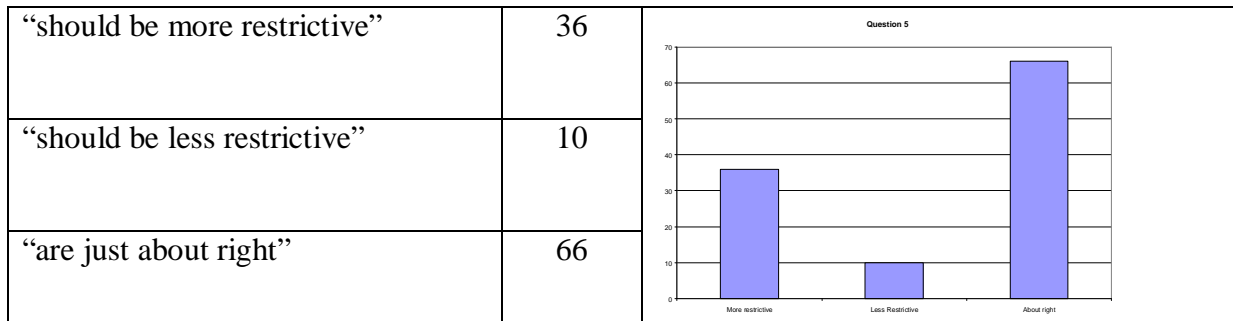 “should be more restrictive” 36
“should be less restrictive” 10
“are just about right” 66
Question 5
70
60
50
40
30
20
10
0
More restrictive Less Restrictive About right